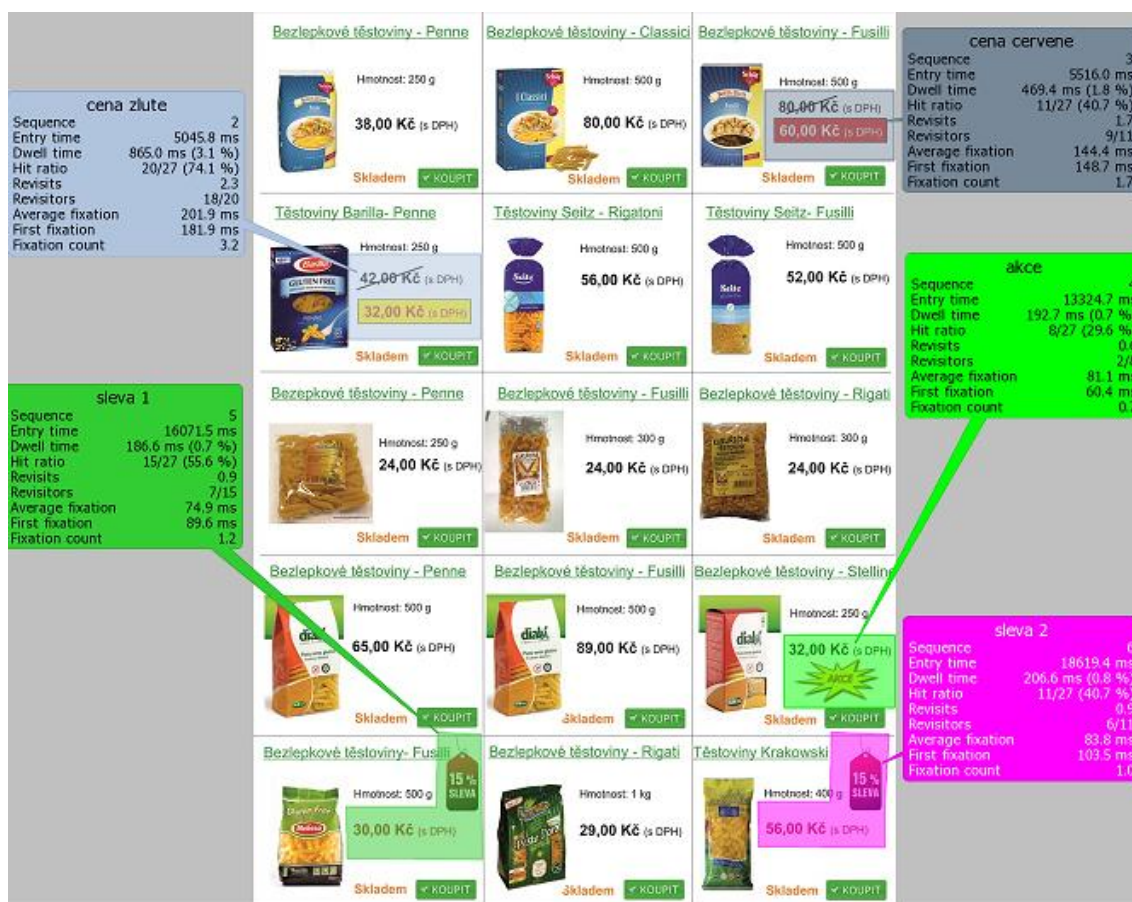 Bezlepkové těstoviny - Penne
Hmotnost: 250 g
38,00 Kč (s DPH)
Skladem KOUPIT
Bezlepkové těstoviny - Classici
Hmotnost: 500 g
80,00 Kč (s DPH)
Skladem KOUPIT
Bezlepkové těstoviny - Fusilli
Hmotnost: 500 g
80,00 Kč (s DPH)
60,00 Kč (s DPH)
Skladem KOUPIT
cena cervene
Sequence 3
Entry time 5516.0 ms
Dwell time 469.4 ms (1.8 %)
Hit ratio 11/27 (40.7 %)
Revisits 1.7
Revisitors 9/11
Average fixation 144.4 ms
First fixation 148.7 ms
Fixation count 1.7
cena zlute
Sequence 2
Entry time 5045.8 ms
Dwell time 865.0 ms (3.1 %)
Hit ratio 20/27 (74.1 %)
Revisits 2.3
Revisitors 18/20
Average fixation 201.9 ms
First fixation 181.9 ms
Fixation count 3.2
Těstoviny Barilla- Penne
Hmotnost: 250 g
42,00 Kč (s DPH)
32,00 Kč (s DPH)
Barilla
GLUTEN FREE
Skladem KOUPIT
Těstoviny Seitz - Rigatoni
Hmotnost: 500 g
56,00 Kč (s DPH)
Seitz
Skladem KOUPIT
Těstoviny Seitz- Fusilli
Hmotnost: 500 g
52,00 Kč (s DPH)
Seitz
Skladem KOUPIT
akce
Sequence
Entry time 13324.7 ms
Dwell time 192.7 ms (0.7 %
Hit ratio 8/27 (29.6 %
Revisits
Revisitors
Average fixation 81.1 ms
First fixation 60.4 ms
Fixation count
sleva 1
Sequence 5
Entry time 16071.5 ms
Dwell time 186.6 ms (0.7 %)
Hit ratio 15/27 (55.6 %)
Revisits 0.9
Revisitors 7/15
Average fixation 74.9 ms
First fixation 89.6 ms
Fixation count 1.2
Bezepkové těstoviny - Penne
Hmotnost: 250 g
24,00 Kč (s DPH)
Skladem KOUPIT
Bezlepkové těstoviny - Fusilli
Hmotnost: 300 g
24,00 Kč (s DPH)
Skladem KOUPIT
Bezlepkové těstoviny - Rigati
Hmotnost: 300 g
24,00 Kč (s DPH)
Skladem KOUPIT
Bezlepkové těstoviny - Penne
Hmotnost: 500 g
65,00 Kč (s DPH)
Skladem KOUPIT
Bezlepkové těstoviny - Fusilli
Hmotnost: 500 g
89,00 Kč (s DPH)
Skladem KOUPIT
Bezlepkové těstoviny - Stelline
Hmotnost: 250 g
32,00 Kč (s DPH)
AKCE
Skladem KOUPIT
sleva 2
Sequence 6
Entry time 18619.4 ms
Dwell time 206.6 ms (0.8 %)
Hit ratio 11/27 (40.7 %)
Revisits 0.9
Revisitors 6/11
Average fixation 83.8 ms
First fixation 103.5 ms
Fixation count 1.0
Bezlepkové těstoviny- Fusilli
15 %
SLEVA
Hmotnost: 500 g
30,00 Kč (s DPH)
Skladem KOUPIT
Bezlepkové těstoviny - Rigati
Hmotnost: 1 kg
29,00 Kč (s DPH)
Skladem KOUPIT
Těstoviny Krakowski
15 %
SLEVA
Hmotnost: 400 g
56,00 Kč (s DPH)
Skladem KOUPIT